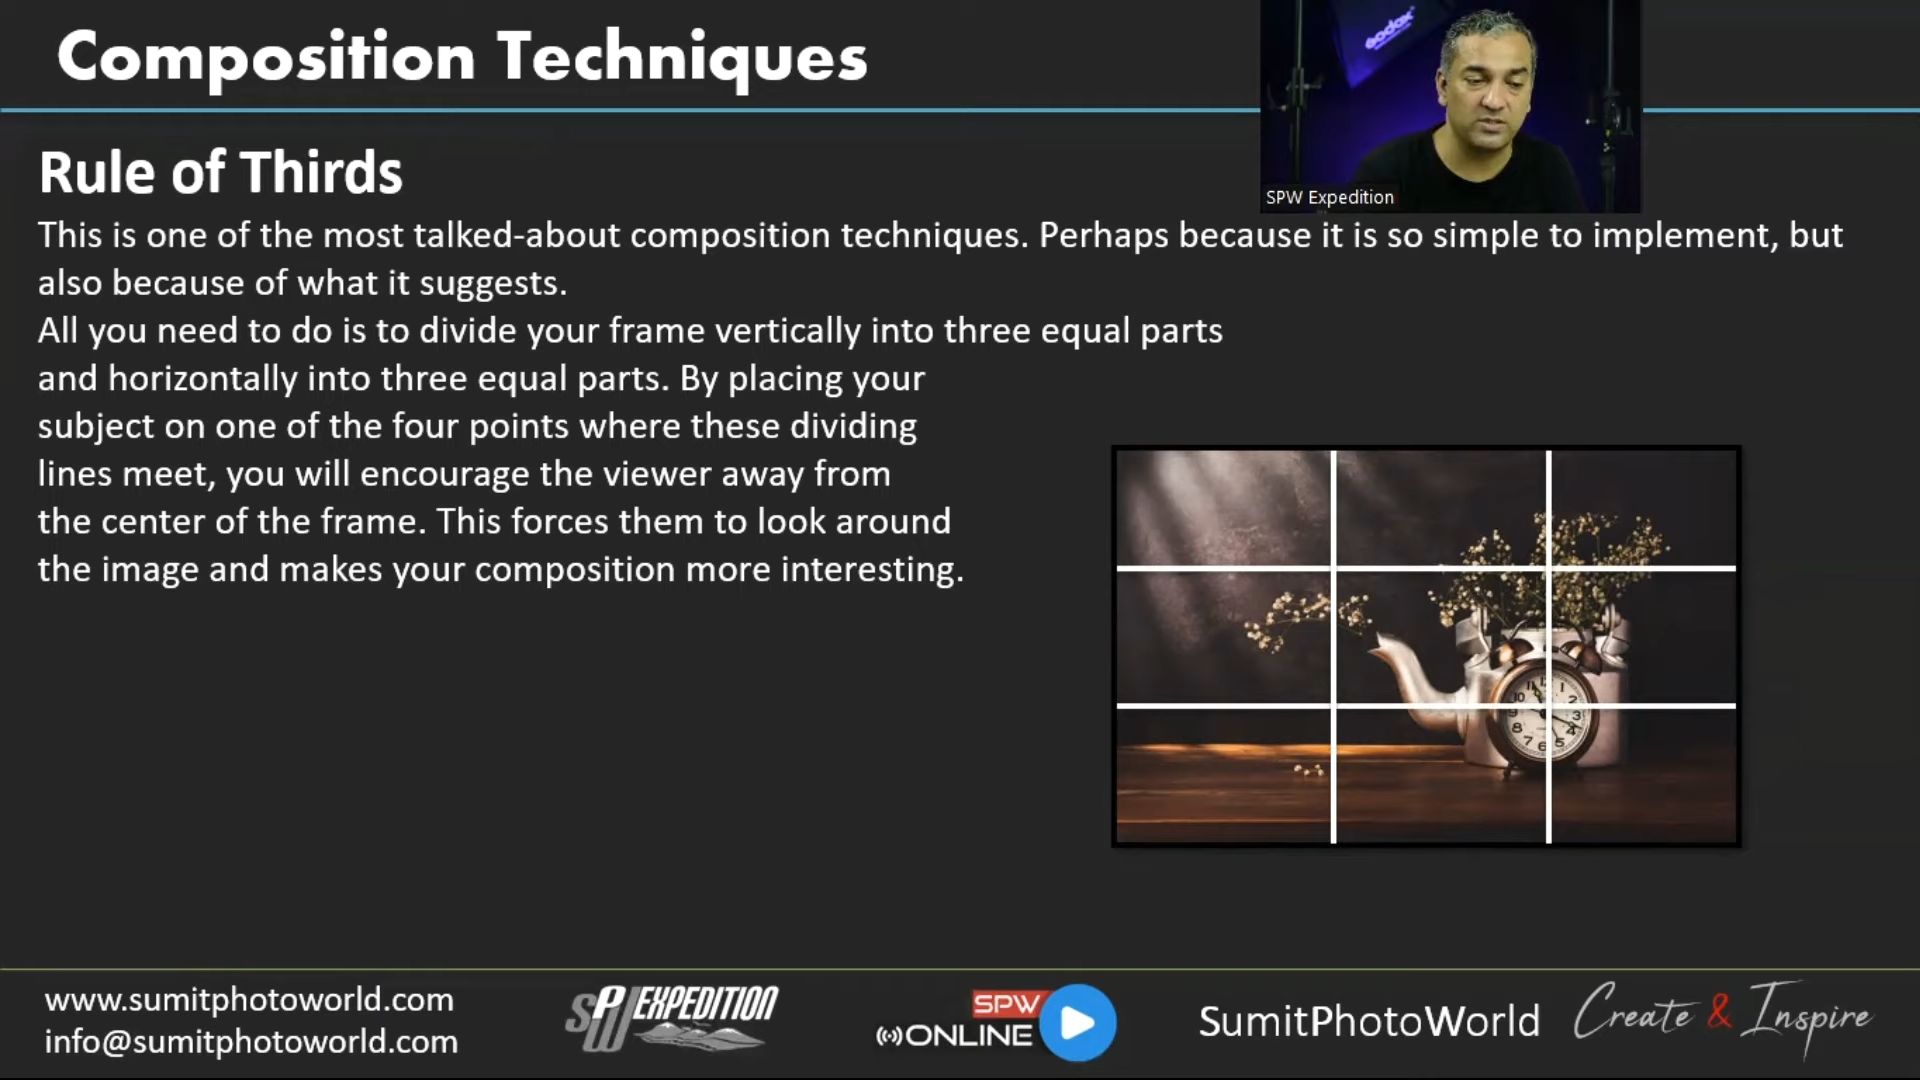 Composition Techniques
Godox
SPW Expedition
Rule of Thirds
This is one of the most talked-about composition techniques. Perhaps because it is so simple to implement, but
also because of what it suggests.
All you need to do is to divide your frame vertically into three equal parts
and horizontally into three equal parts. By placing your
subject on one of the four points where these dividing
lines meet, you will encourage the viewer away from
the center of the frame. This forces them to look around
the image and makes your composition more interesting.
www.sumitphotoworld.com
info@sumitphotoworld.com
SPW EXPEDITION
SPW
ONLINE
SumitPhotoWorld
Create & Inspire